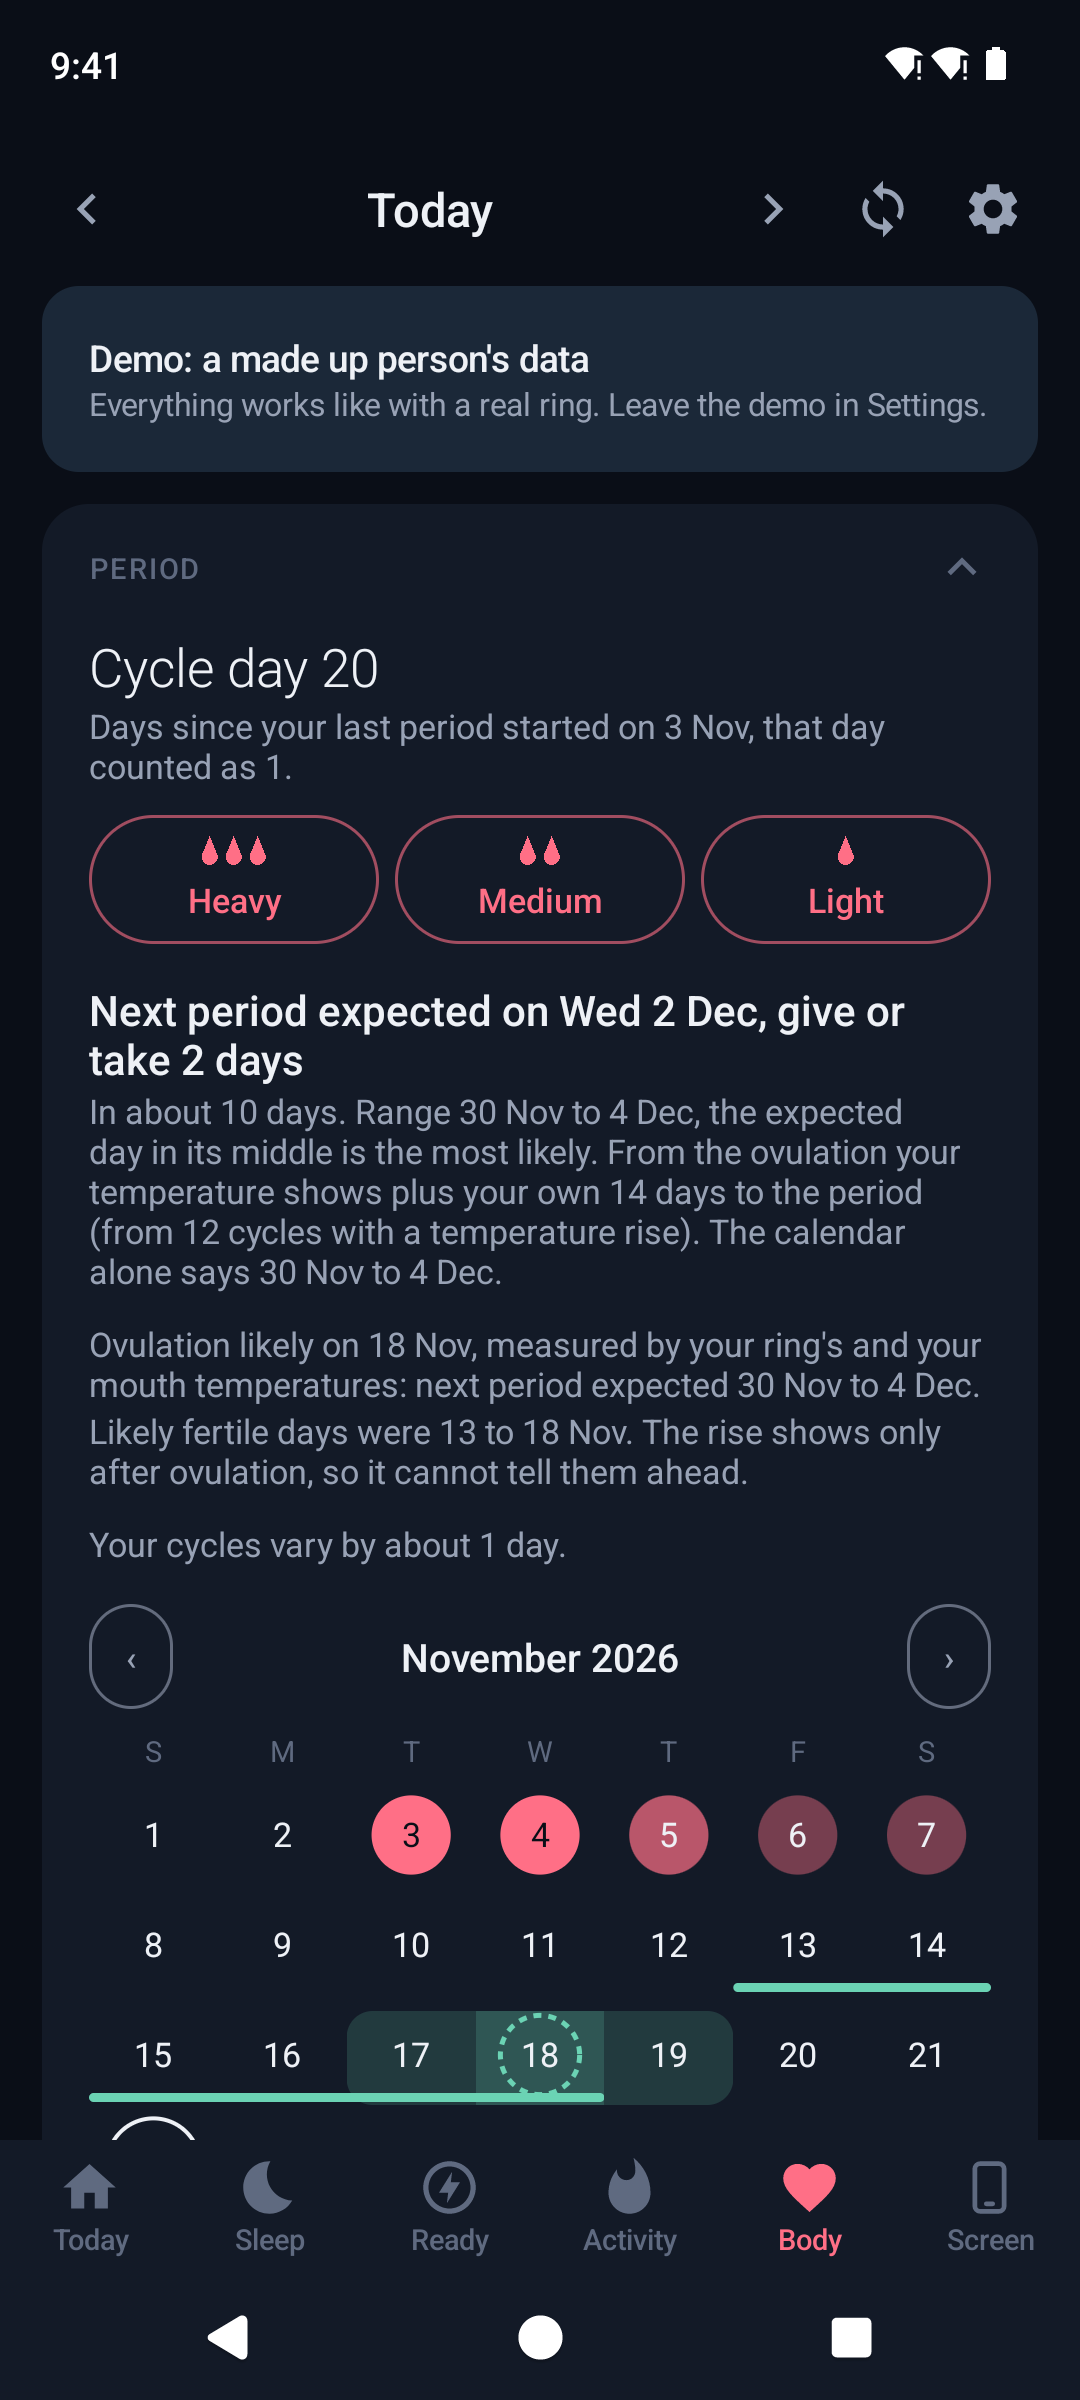 9:41
Today
Demo: a made up person's data
Everything works like with a real ring. Leave the demo in Settings.
PERIOD
Cycle day 20
Days since your last period started on 3 Nov, that day
counted as 1.
Heavy Medium Light
Next period expected on Wed 2 Dec, give or
take 2 days
In about 10 days. Range 30 Nov to 4 Dec, the expected
day in its middle is the most likely. From the ovulation your
temperature shows plus your own 14 days to the period
(from 12 cycles with a temperature rise). The calendar
alone says 30 Nov to 4 Dec.
Ovulation likely on 18 Nov, measured by your ring's and your
mouth temperatures: next period expected 30 Nov to 4 Dec.
Likely fertile days were 13 to 18 Nov. The rise shows only
after ovulation, so it cannot tell them ahead.
Your cycles vary by about 1 day.
‹ November 2026 ›
S M T W T F S
1 2 3 4 5 6 7
8 9 10 11 12 13 14
15 16 17 18 19 20 21
Today Sleep Ready Activity Body Screen